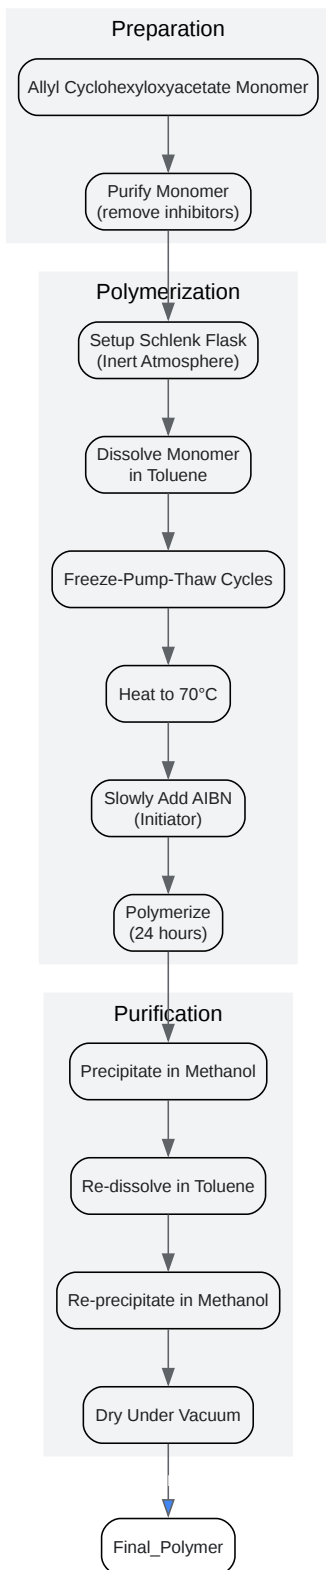 Preparation
Allyl Cyclohexyloxyacetate Monomer
Purify Monomer
(remove inhibitors)
Polymerization
Setup Schlenk Flask
(Inert Atmosphere)
Dissolve Monomer
in Toluene
Freeze-Pump-Thaw Cycles
Heat to 70°C
Slowly Add AIBN
(Initiator)
Polymerize
(24 hours)
Purification
Precipitate in Methanol
Re-dissolve in Toluene
Re-precipitate in Methanol
Dry Under Vacuum
Final_Polymer